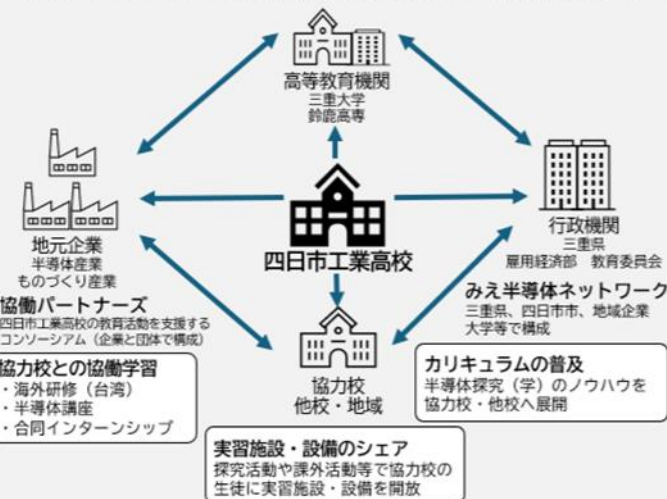 高等教育機関
三重大学
鈴鹿高専
地元企業
半導体産業
ものづくり産業
四日市工業高校
行政機関
三重県
雇用経済部　教育委員会
協働パートナーズ
四日市工業高校の教育活動を支援する
コンソーシアム（企業と団体で構成）
みえ半導体ネットワーク
三重県、四日市市、地域企業
大学等で構成
協力校との協働学習
・海外研修（台湾）
・半導体講座
・合同インターンシップ
協力校
他校・地域
カリキュラムの普及
半導体探究（学）のノウハウを
協力校・他校へ展開
実習施設・設備のシェア
探究活動や課外活動等で協力校の
生徒に実習施設・設備を開放